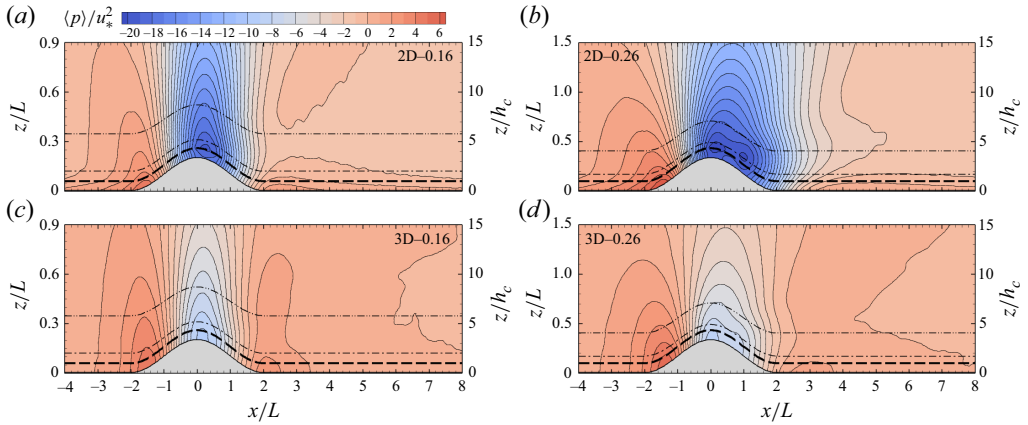 (a) ⟨p⟩/u*² −20 −18 −16 −14 −12 −10 −8 −6 −4 −2 0 2 4 6 (b)
0.9 2D–0.16 15 1.5 2D–0.26 15
z/L 0.6 10 z/h_c z/L 1.0 10 z/h_c
0.3 5 0.5 5
0 0 0 0
(c) (d)
0.9 3D–0.16 15 1.5 3D–0.26 15
z/L 0.6 10 z/h_c z/L 1.0 10 z/h_c
0.3 5 0.5 5
0 0 0 0
−4 −3 −2 −1 0 1 2 3 4 5 6 7 8 −4 −3 −2 −1 0 1 2 3 4 5 6 7 8
x/L x/L